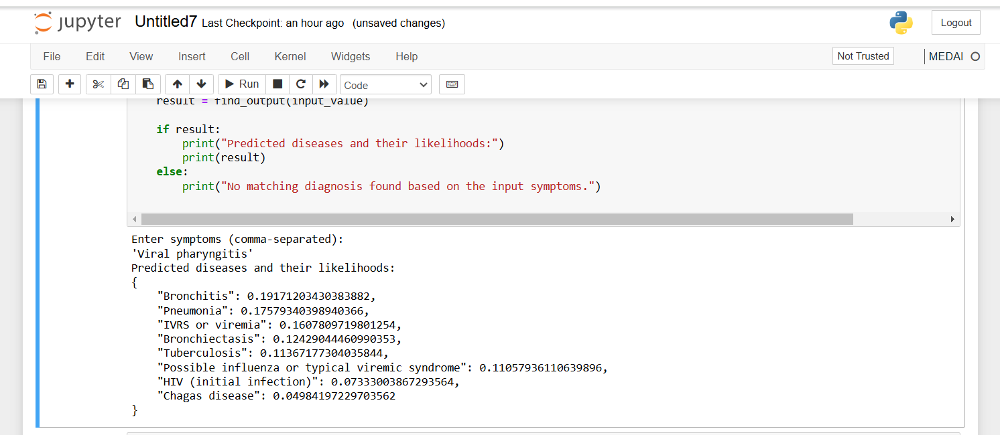 jupyter Untitled7 Last Checkpoint: an hour ago (unsaved changes)
Logout
File Edit View Insert Cell Kernel Widgets Help
Not Trusted
MEDAI
Run
Code
result = find_output(input_value)
if result:
print("Predicted diseases and their likelihoods:")
print(result)
else:
print("No matching diagnosis found based on the input symptoms.")
Enter symptoms (comma-separated):
'Viral pharyngitis'
Predicted diseases and their likelihoods:
{
"Bronchitis": 0.19171203430383882,
"Pneumonia": 0.17579340398940366,
"IVRS or viremia": 0.1607809719801254,
"Bronchiectasis": 0.12429044460990353,
"Tuberculosis": 0.11367177304035844,
"Possible influenza or typical viremic syndrome": 0.11057936110639896,
"HIV (initial infection)": 0.07333003867293564,
"Chagas disease": 0.04984197229703562
}